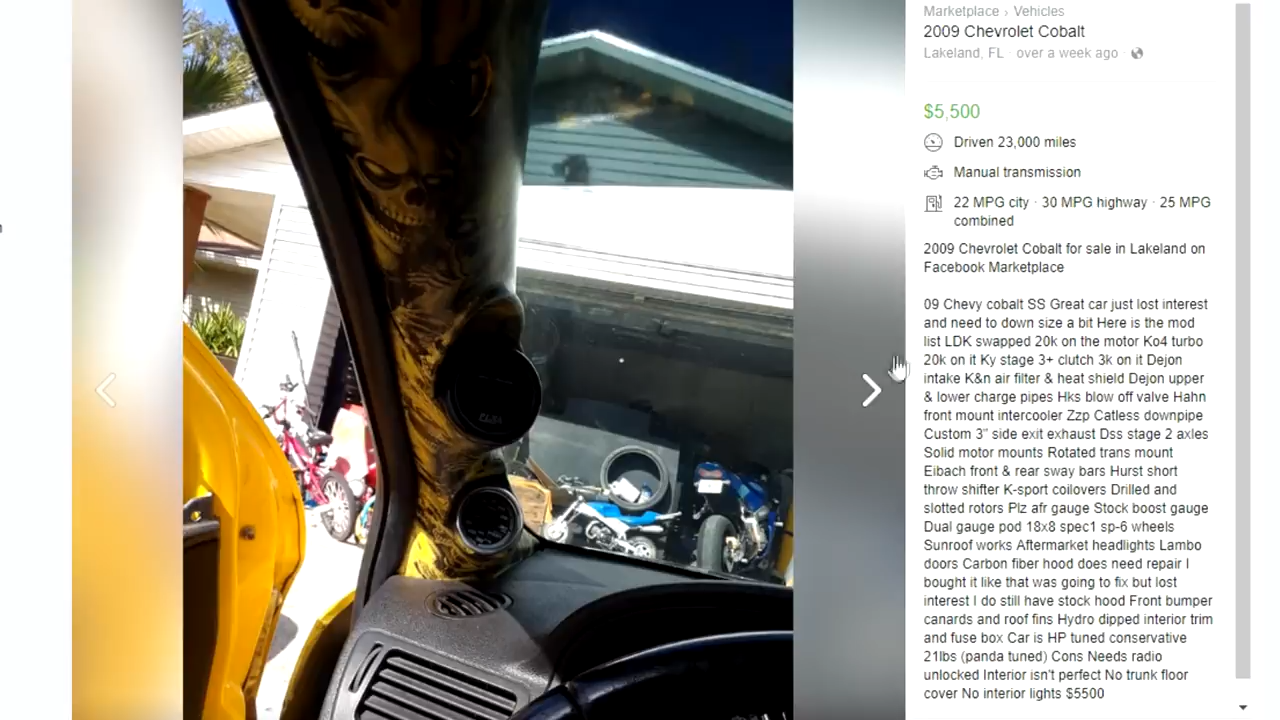 Marketplace › Vehicles
2009 Chevrolet Cobalt
Lakeland, FL · over a week ago ·
$5,500
Driven 23,000 miles
Manual transmission
22 MPG city · 30 MPG highway · 25 MPG
combined
2009 Chevrolet Cobalt for sale in Lakeland on
Facebook Marketplace
09 Chevy cobalt SS Great car just lost interest
and need to down size a bit Here is the mod
list LDK swapped 20k on the motor Ko4 turbo
20k on it Ky stage 3+ clutch 3k on it Dejon
intake K&n air filter & heat shield Dejon upper
& lower charge pipes Hks blow off valve Hahn
front mount intercooler Zzp Catless downpipe
Custom 3" side exit exhaust Dss stage 2 axles
Solid motor mounts Rotated trans mount
Eibach front & rear sway bars Hurst short
throw shifter K-sport coilovers Drilled and
slotted rotors Plz afr gauge Stock boost gauge
Dual gauge pod 18x8 spec1 sp-6 wheels
Sunroof works Aftermarket headlights Lambo
doors Carbon fiber hood does need repair I
bought it like that was going to fix but lost
interest I do still have stock hood Front bumper
canards and roof fins Hydro dipped interior trim
and fuse box Car is HP tuned conservative
21lbs (panda tuned) Cons Needs radio
unlocked Interior isn't perfect No trunk floor
cover No interior lights $5500